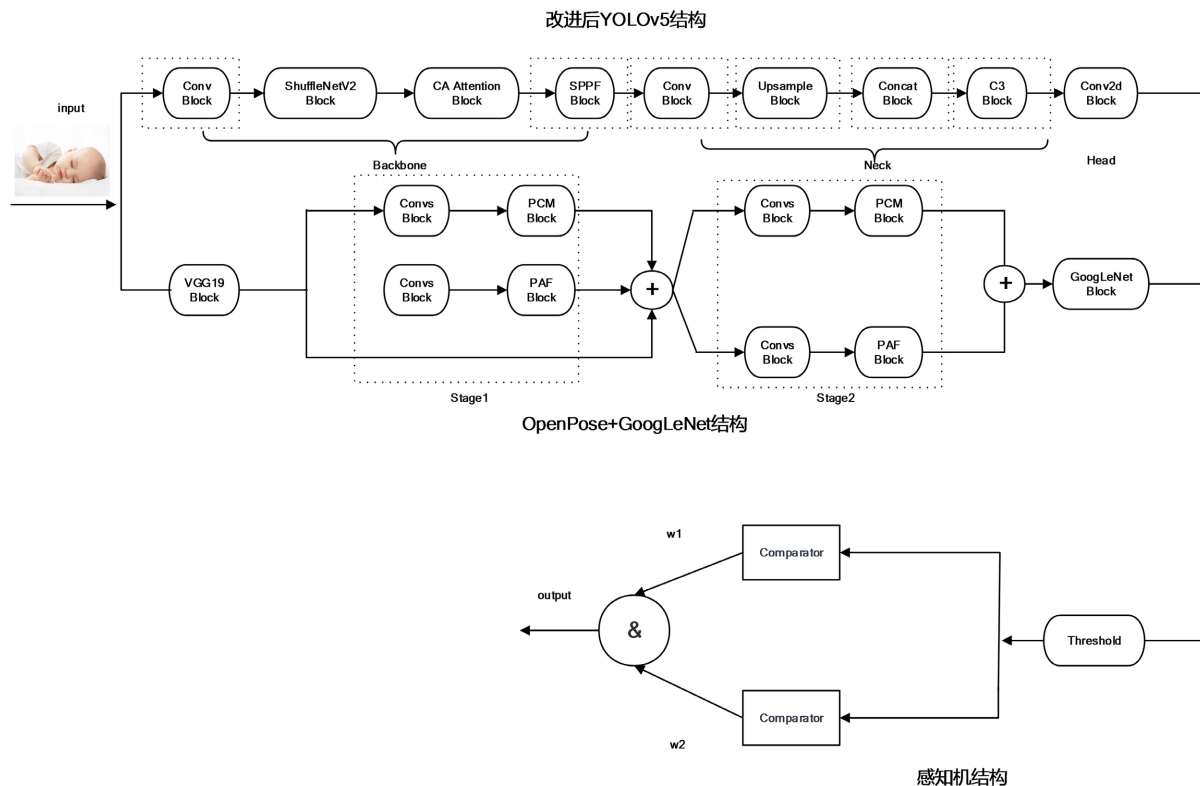 改进后YOLOv5结构
input
Conv
Block
ShuffleNetV2
Block
CA Attention
Block
SPPF
Block
Conv
Block
Upsample
Block
Concat
Block
C3
Block
Conv2d
Block
Backbone
Neck
Head
VGG19
Block
Convs
Block
PCM
Block
Convs
Block
PAF
Block
+
Convs
Block
PCM
Block
Convs
Block
PAF
Block
+
GoogLeNet
Block
Stage1
Stage2
OpenPose+GoogLeNet结构
w1
Comparator
output
&
Threshold
Comparator
w2
感知机结构